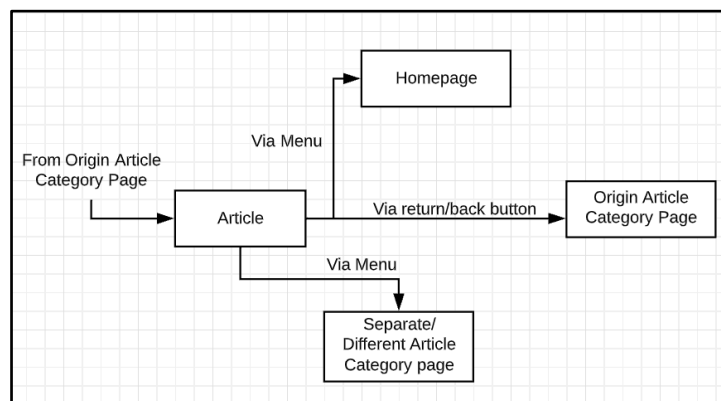 Homepage
Via Menu
From Origin Article
Category Page
Article
Via return/back button
Origin Article
Category Page
Via Menu
Separate/
Different Article
Category page